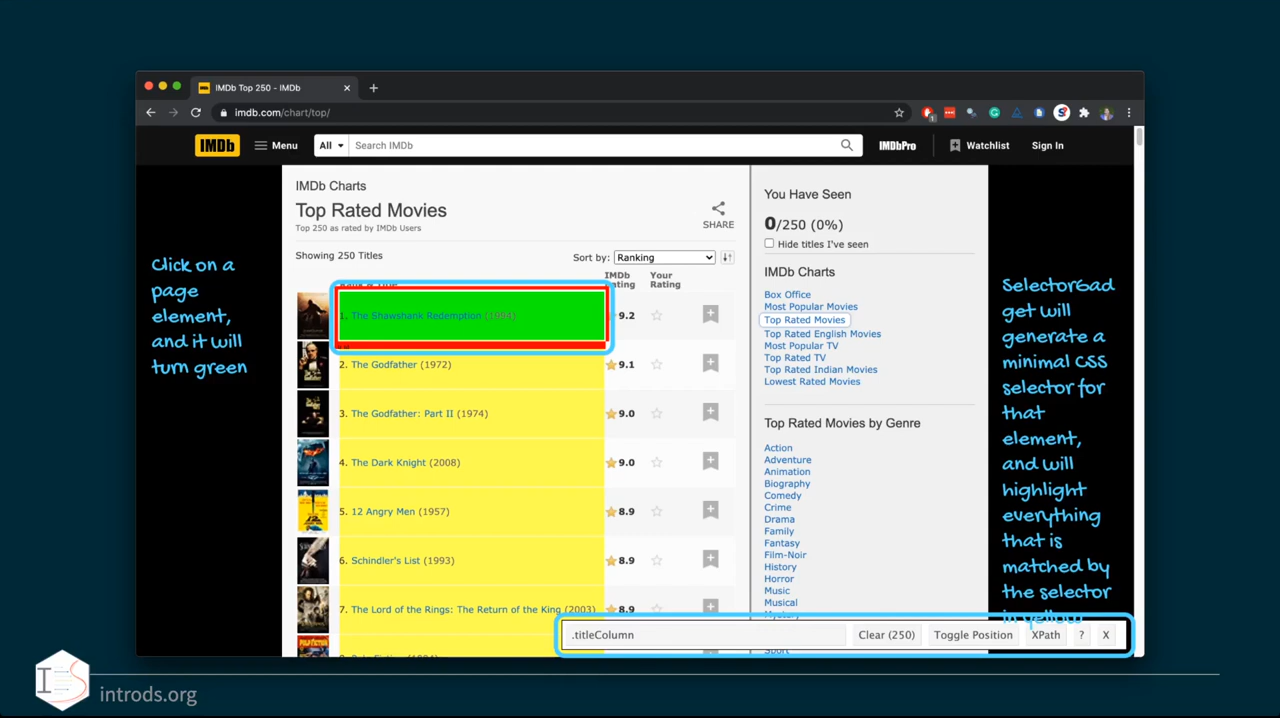 IMDb Top 250 - IMDb
imdb.com/chart/top/
1
IMDb
Menu
All
Search IMDb
IMDbPro
Watchlist
Sign In
IMDb Charts
Top Rated Movies
Top 250 as rated by IMDb Users
SHARE
Showing 250 Titles
Sort by: Ranking
IMDb
Rating
Your
Rating
1. The Shawshank Redemption (1994)
9.2
2. The Godfather (1972)
9.1
3. The Godfather: Part II (1974)
9.0
4. The Dark Knight (2008)
9.0
5. 12 Angry Men (1957)
8.9
6. Schindler's List (1993)
8.9
7. The Lord of the Rings: The Return of the King (2003)
8.9
You Have Seen
0/250 (0%)
Hide titles I've seen
IMDb Charts
Box Office
Most Popular Movies
Top Rated Movies
Top Rated English Movies
Most Popular TV
Top Rated TV
Top Rated Indian Movies
Lowest Rated Movies
Top Rated Movies by Genre
Action
Adventure
Animation
Biography
Comedy
Crime
Drama
Family
Fantasy
Film-Noir
History
Horror
Music
Musical
Mystery
Sport
.titleColumn
Clear (250)
Toggle Position
XPath
?
X
Click on a
page
element,
and it will
turn green
SelectorGad
get will
generate a
minimal CSS
selector for
that
element,
and will
highlight
everything
that is
matched by
the selector
in yellow
IDS
introds.org